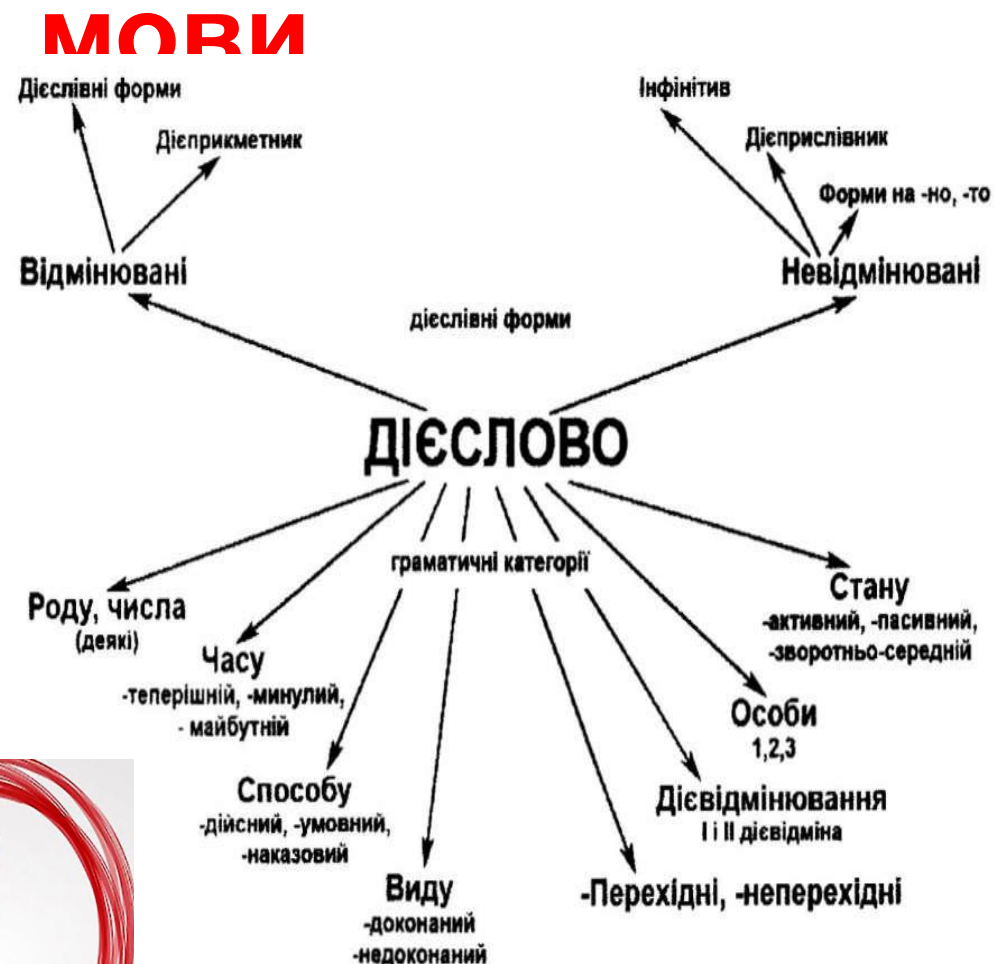 МОВИ
Дієслівні форми
Інфінітив
Дієприкметник
Дієприслівник
Форми на -но, -то
Відмінювані
Невідмінювані
дієслівні форми
ДІЄСЛОВО
граматичні категорії
Роду, числа
(деякі)
Стану
-активний, -пасивний,
-зворотньо-середній
Часу
-теперішній, -минулий,
- майбутній
Особи
1,2,3
Способу
-дійсний, -умовний,
-наказовий
Дієвідмінювання
І і ІІ дієвідміна
Виду
-доконаний
-недоконаний
-Перехідні, -неперехідні